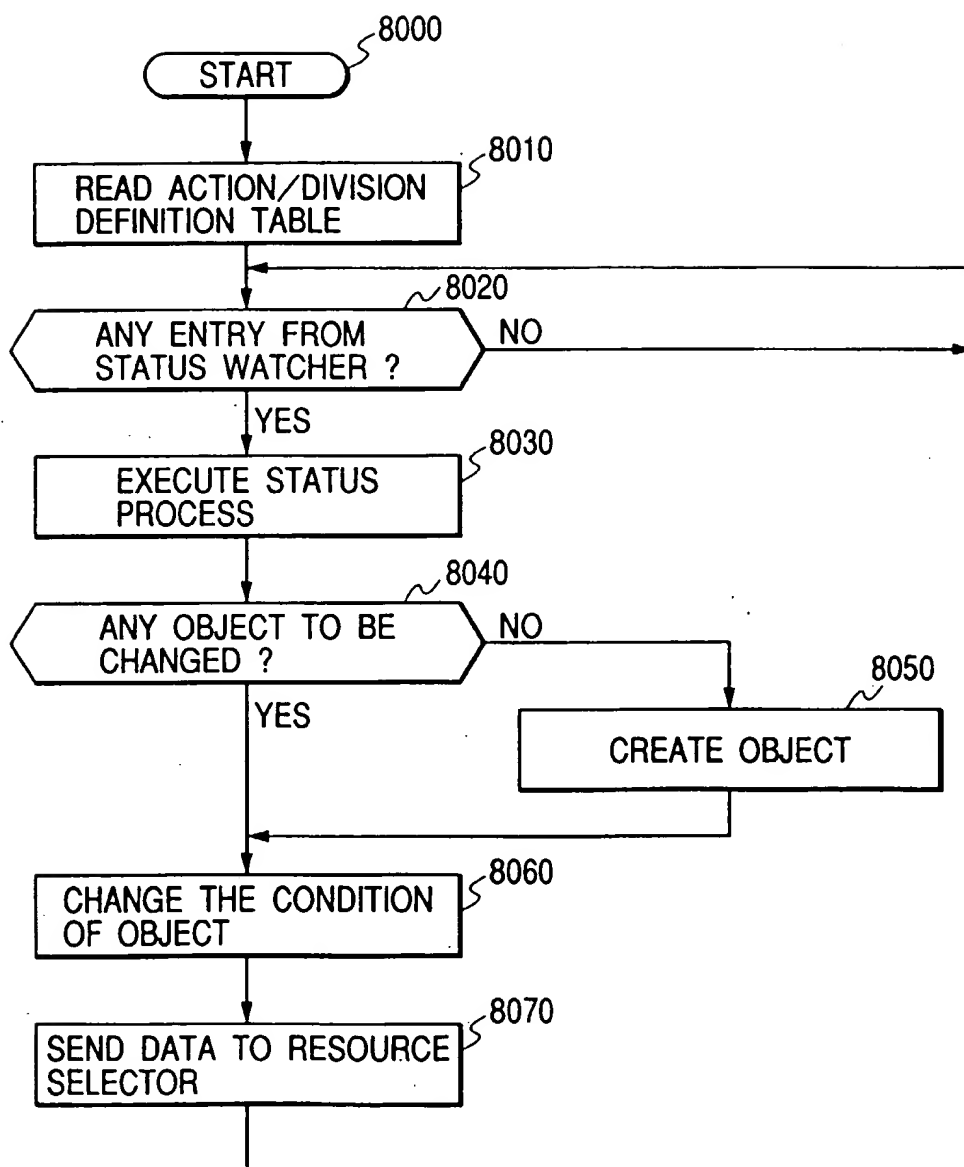 8000
START
8010
READ ACTION/DIVISION
DEFINITION TABLE
8020
ANY ENTRY FROM
STATUS WATCHER ?
NO
YES
8030
EXECUTE STATUS
PROCESS
8040
ANY OBJECT TO BE
CHANGED ?
NO
YES
8050
CREATE OBJECT
8060
CHANGE THE CONDITION
OF OBJECT
8070
SEND DATA TO RESOURCE
SELECTOR